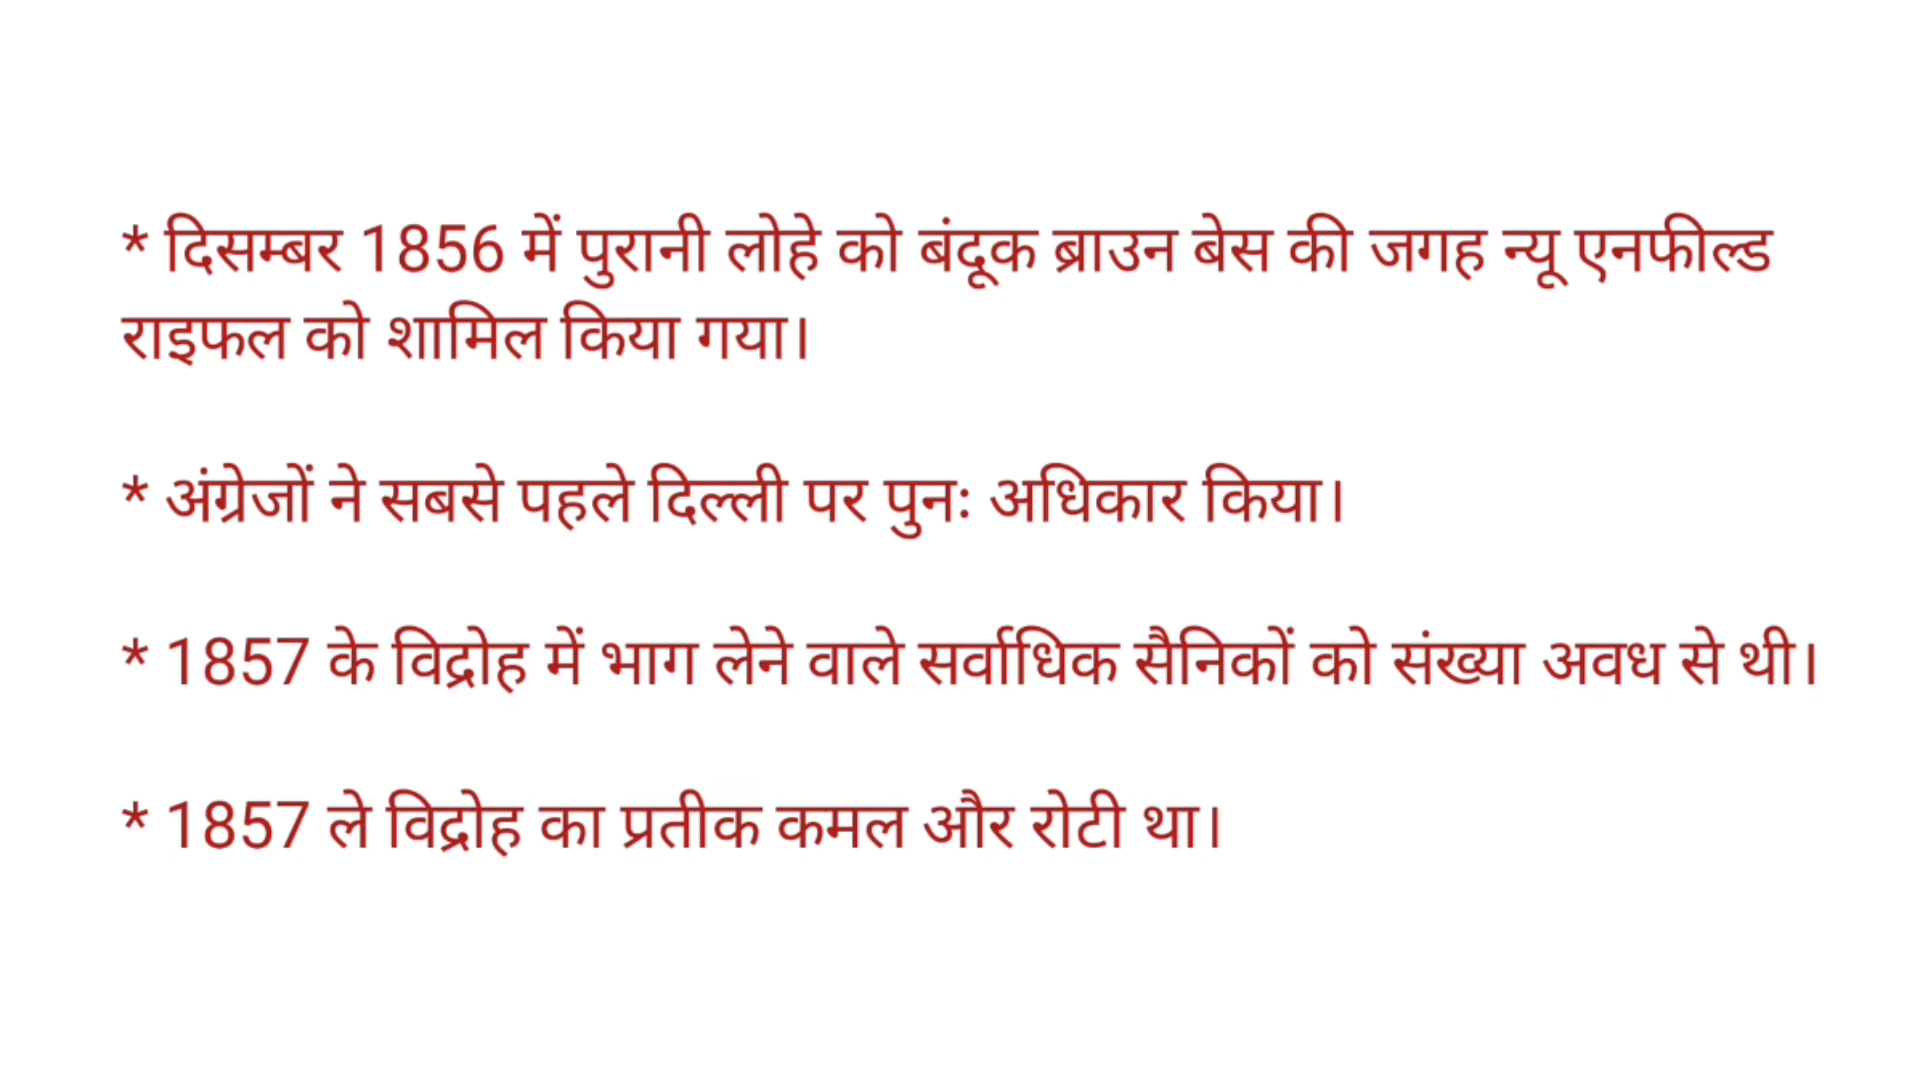 * दिसम्बर 1856 में पुरानी लोहे को बंदूक ब्राउन बेस की जगह न्यू एनफील्ड
राइफल को शामिल किया गया।
* अंग्रेजों ने सबसे पहले दिल्ली पर पुनः अधिकार किया।
* 1857 के विद्रोह में भाग लेने वाले सर्वाधिक सैनिकों को संख्या अवध से थी।
* 1857 ले विद्रोह का प्रतीक कमल और रोटी था।